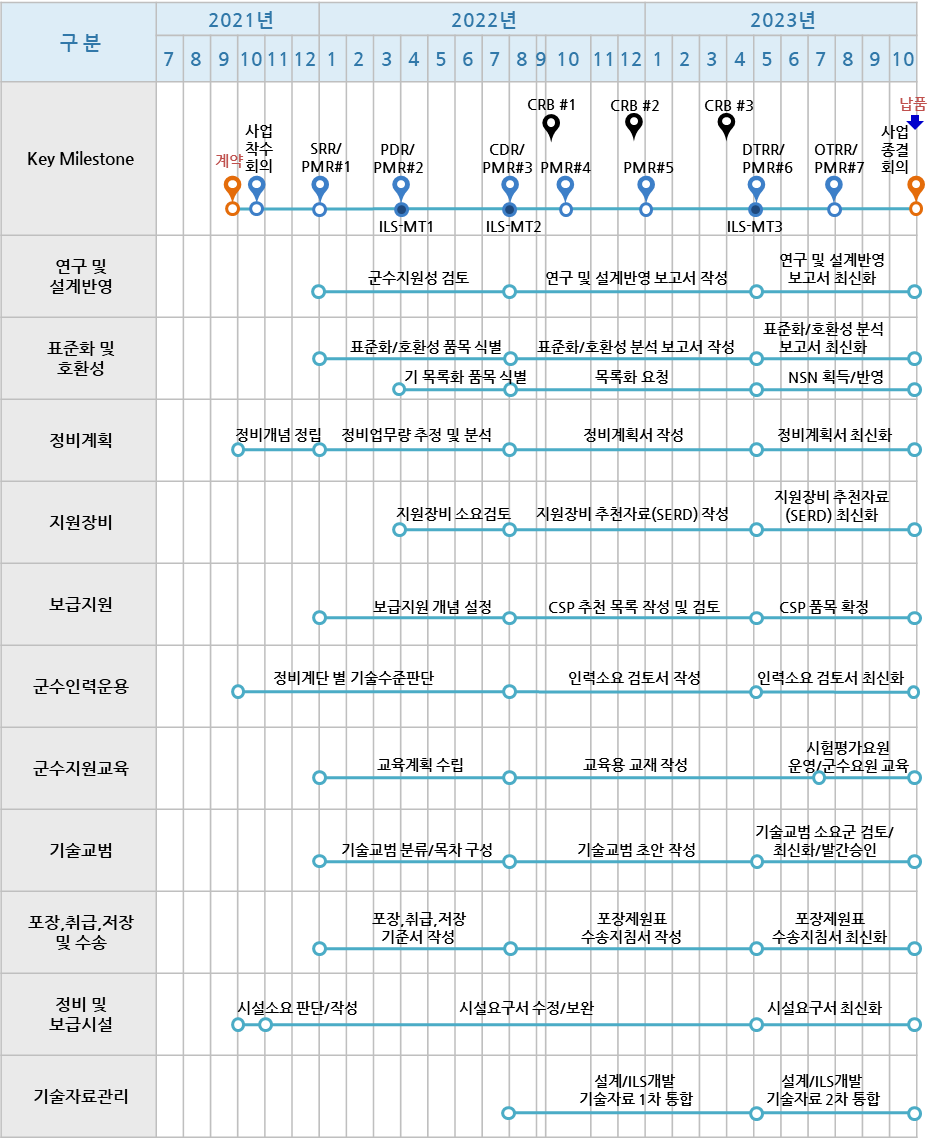 구 분
2021년
2022년
2023년
7 8 9 10 11 12 1 2 3 4 5 6 7 8 9 10 11 12 1 2 3 4 5 6 7 8 9 10
Key Milestone
계약
사업
착수
회의
SRR/
PMR#1
PDR/
PMR#2
ILS-MT1
CDR/
PMR#3
ILS-MT2
CRB #1
PMR#4
CRB #2
PMR#5
CRB #3
DTRR/
PMR#6
ILS-MT3
OTRR/
PMR#7
사업
종결
회의
납품
연구 및
설계반영
군수지원성 검토
연구 및 설계반영 보고서 작성
연구 및 설계반영
보고서 최신화
표준화 및
호환성
표준화/호환성 품목 식별
표준화/호환성 분석 보고서 작성
표준화/호환성 분석
보고서 최신화
기 목록화 품목 식별
목록화 요청
NSN 획득/반영
정비계획
정비개념 정립
정비업무량 추정 및 분석
정비계획서 작성
정비계획서 최신화
지원장비
지원장비 소요검토
지원장비 추천자료(SERD) 작성
지원장비 추천자료
(SERD) 최신화
보급지원
보급지원 개념 설정
CSP 추천 목록 작성 및 검토
CSP 품목 확정
군수인력운용
정비계단 별 기술수준판단
인력소요 검토서 작성
인력소요 검토서 최신화
군수지원교육
교육계획 수립
교육용 교재 작성
시험평가요원
운영/군수요원 교육
기술교범
기술교범 분류/목차 구성
기술교범 초안 작성
기술교범 소요군 검토/
최신화/발간승인
포장,취급,저장
및 수송
포장,취급,저장
기준서 작성
포장제원표
수송지침서 작성
포장제원표
수송지침서 최신화
정비 및
보급시설
시설소요 판단/작성
시설요구서 수정/보완
시설요구서 최신화
기술자료관리
설계/ILS개발
기술자료 1차 통합
설계/ILS개발
기술자료 2차 통합